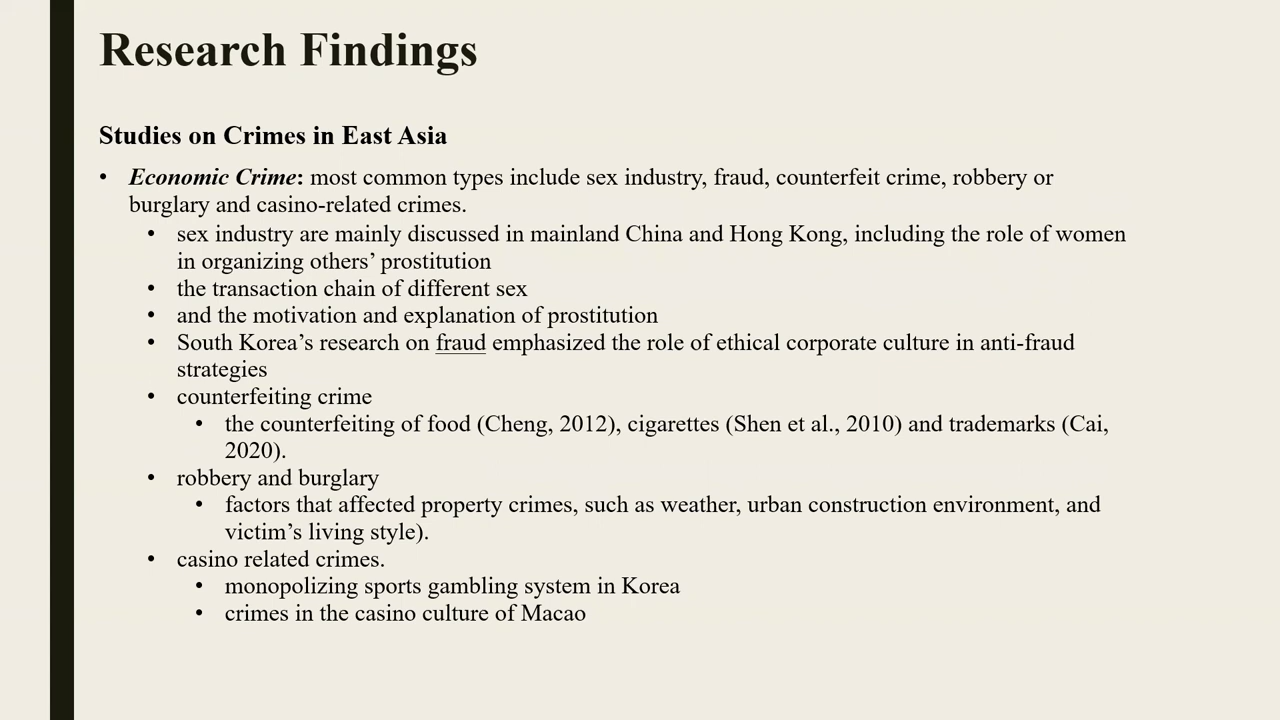 Research Findings
Studies on Crimes in East Asia
• Economic Crime: most common types include sex industry, fraud, counterfeit crime, robbery or
burglary and casino-related crimes.
• sex industry are mainly discussed in mainland China and Hong Kong, including the role of women
in organizing others’ prostitution
• the transaction chain of different sex
• and the motivation and explanation of prostitution
• South Korea’s research on fraud emphasized the role of ethical corporate culture in anti-fraud
strategies
• counterfeiting crime
• the counterfeiting of food (Cheng, 2012), cigarettes (Shen et al., 2010) and trademarks (Cai,
2020).
• robbery and burglary
• factors that affected property crimes, such as weather, urban construction environment, and
victim’s living style).
• casino related crimes.
• monopolizing sports gambling system in Korea
• crimes in the casino culture of Macao